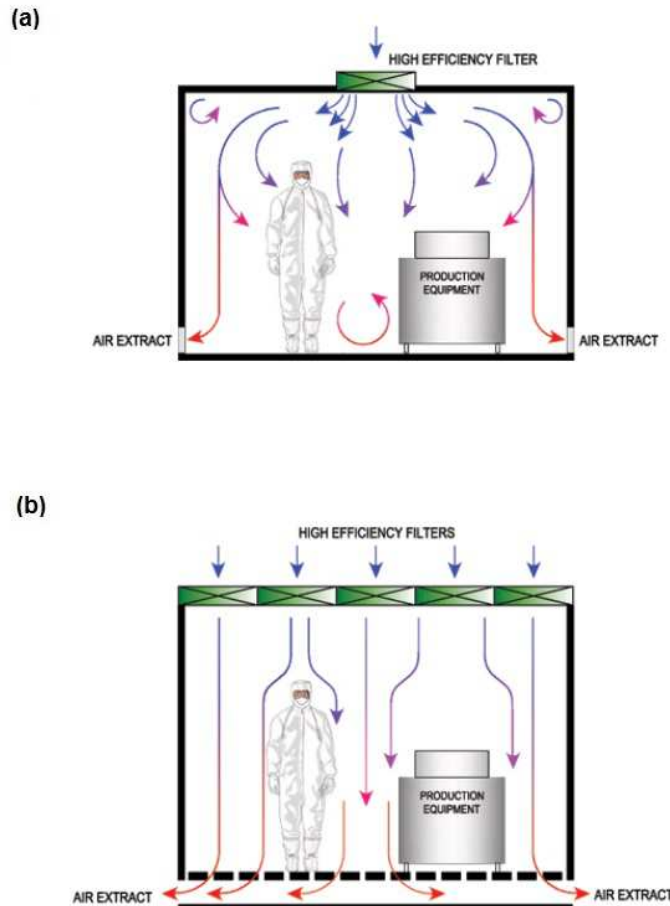 (a)
HIGH EFFICIENCY FILTER
PRODUCTION
EQUIPMENT
AIR EXTRACT
AIR EXTRACT
(b)
HIGH EFFICIENCY FILTERS
PRODUCTION
EQUIPMENT
AIR EXTRACT
AIR EXTRACT